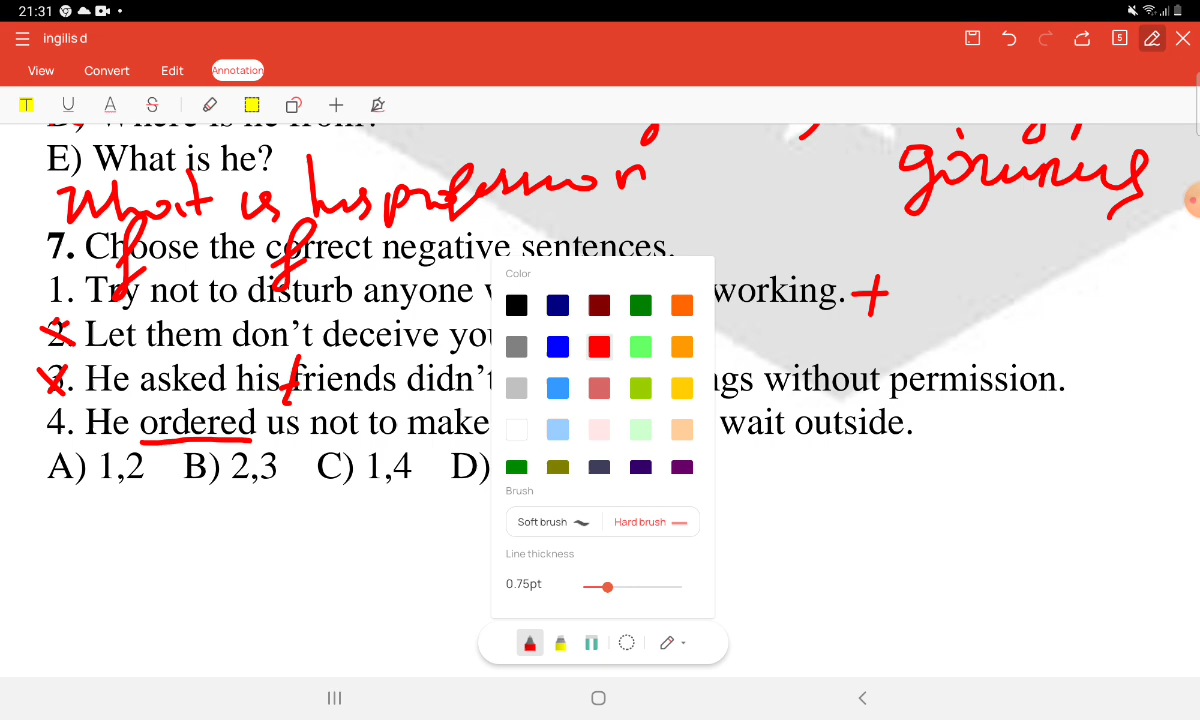 21:31
ingilis d
5
View Convert Edit Annotation
T U A S
E) What is he?
What is his profession
görünüş
7. Choose the correct negative sentences.
1. Try not to disturb anyone working. +
2. Let them don't deceive you
3. He asked his friends didn't ngs without permission.
4. He ordered us not to make wait outside.
A) 1,2 B) 2,3 C) 1,4 D)
Color
Brush
Soft brush Hard brush
Line thickness
0.75pt